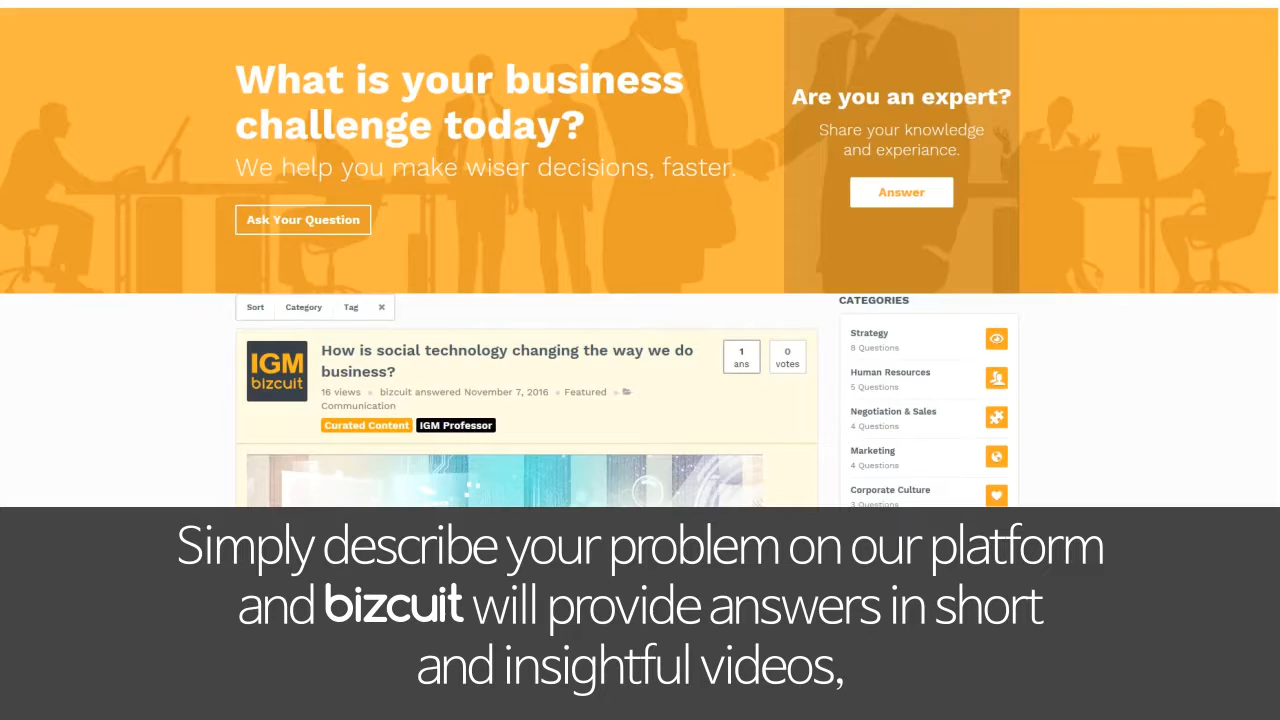 What is your business
challenge today?
We help you make wiser decisions, faster.
Ask Your Question
Are you an expert?
Share your knowledge
and experiance.
Answer
Sort Category Tag ✖
IGM
bizcuit
How is social technology changing the way we do
business?
16 views bizcuit answered November 7, 2016 Featured
Communication
Curated Content IGM Professor
1
ans
0
votes
CATEGORIES
Strategy
8 Questions
Human Resources
5 Questions
Negotiation & Sales
4 Questions
Marketing
4 Questions
Corporate Culture
3 Questions
Simply describe your problem on our platform
and bizcuit will provide answers in short
and insightful videos,